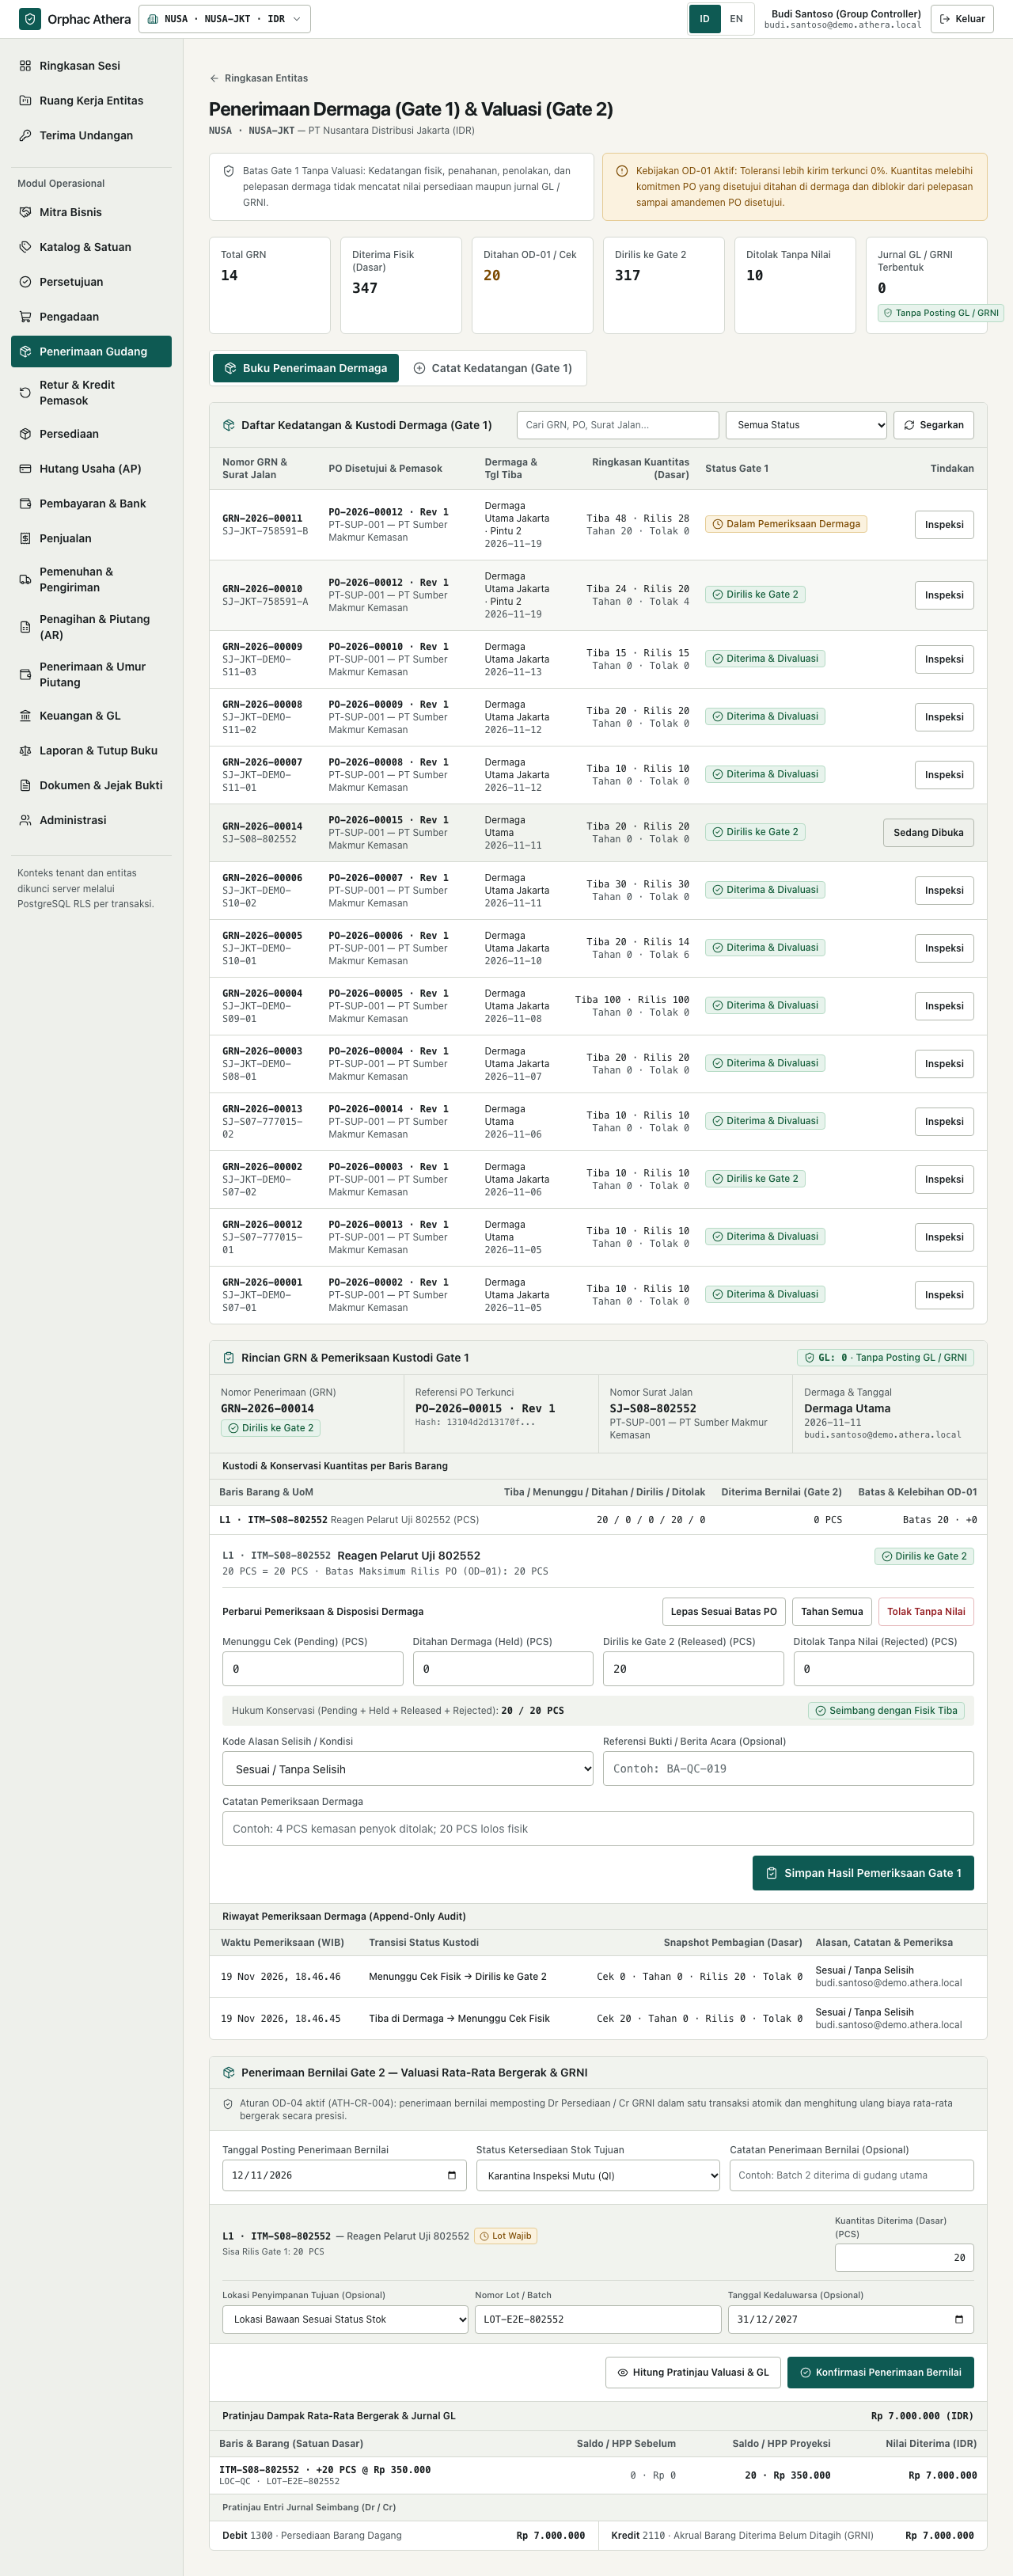 Orphac Athera
NUSA · NUSA-JKT · IDR
ID
EN
Budi Santoso (Group Controller)
budi.santoso@demo.athera.local
Keluar
Ringkasan Sesi
Ruang Kerja Entitas
Terima Undangan
Modul Operasional
Mitra Bisnis
Katalog & Satuan
Persetujuan
Pengadaan
Penerimaan Gudang
Retur & Kredit
Pemasok
Persediaan
Hutang Usaha (AP)
Pembayaran & Bank
Penjualan
Pemenuhan &
Pengiriman
Penagihan & Piutang
(AR)
Penerimaan & Umur
Piutang
Keuangan & GL
Laporan & Tutup Buku
Dokumen & Jejak Bukti
Administrasi
Konteks tenant dan entitas
dikunci server melalui
PostgreSQL RLS per transaksi.
Ringkasan Entitas
Penerimaan Dermaga (Gate 1) & Valuasi (Gate 2)
NUSA · NUSA-JKT — PT Nusantara Distribusi Jakarta (IDR)
Batas Gate 1 Tanpa Valuasi: Kedatangan fisik, penahanan, penolakan, dan
pelepasan dermaga tidak mencatat nilai persediaan maupun jurnal GL /
GRNI.
Kebijakan OD-01 Aktif: Toleransi lebih kirim terkunci 0%. Kuantitas melebihi
komitmen PO yang disetujui ditahan di dermaga dan diblokir dari pelepasan
sampai amandemen PO disetujui.
Total GRN
14
Diterima Fisik
(Dasar)
347
Ditahan OD-01 / Cek
20
Dirilis ke Gate 2
317
Ditolak Tanpa Nilai
10
Jurnal GL / GRNI
Terbentuk
0
Tanpa Posting GL / GRNI
Buku Penerimaan Dermaga
Catat Kedatangan (Gate 1)
Daftar Kedatangan & Kustodi Dermaga (Gate 1)
Cari GRN, PO, Surat Jalan...
Semua Status
Segarkan
Nomor GRN &
Surat Jalan
PO Disetujui & Pemasok
Dermaga &
Tgl Tiba
Ringkasan Kuantitas
(Dasar)
Status Gate 1
Tindakan
GRN-2026-00011
SJ-JKT-758591-B
PO-2026-00012 · Rev 1
PT-SUP-001 — PT Sumber
Makmur Kemasan
Dermaga
Utama Jakarta
· Pintu 2
2026-11-19
Tiba 48 · Rilis 28
Tahan 20 · Tolak 0
Dalam Pemeriksaan Dermaga
Inspeksi
GRN-2026-00010
SJ-JKT-758591-A
PO-2026-00012 · Rev 1
PT-SUP-001 — PT Sumber
Makmur Kemasan
Dermaga
Utama Jakarta
· Pintu 2
2026-11-19
Tiba 24 · Rilis 20
Tahan 0 · Tolak 4
Dirilis ke Gate 2
Inspeksi
GRN-2026-00009
SJ-JKT-DEMO-
S11-03
PO-2026-00010 · Rev 1
PT-SUP-001 — PT Sumber
Makmur Kemasan
Dermaga
Utama Jakarta
2026-11-13
Tiba 15 · Rilis 15
Tahan 0 · Tolak 0
Diterima & Divaluasi
Inspeksi
GRN-2026-00008
SJ-JKT-DEMO-
S11-02
PO-2026-00009 · Rev 1
PT-SUP-001 — PT Sumber
Makmur Kemasan
Dermaga
Utama Jakarta
2026-11-12
Tiba 20 · Rilis 20
Tahan 0 · Tolak 0
Diterima & Divaluasi
Inspeksi
GRN-2026-00007
SJ-JKT-DEMO-
S11-01
PO-2026-00008 · Rev 1
PT-SUP-001 — PT Sumber
Makmur Kemasan
Dermaga
Utama Jakarta
2026-11-12
Tiba 10 · Rilis 10
Tahan 0 · Tolak 0
Diterima & Divaluasi
Inspeksi
GRN-2026-00014
SJ-S08-802552
PO-2026-00015 · Rev 1
PT-SUP-001 — PT Sumber
Makmur Kemasan
Dermaga
Utama
2026-11-11
Tiba 20 · Rilis 20
Tahan 0 · Tolak 0
Dirilis ke Gate 2
Sedang Dibuka
GRN-2026-00006
SJ-JKT-DEMO-
S10-02
PO-2026-00007 · Rev 1
PT-SUP-001 — PT Sumber
Makmur Kemasan
Dermaga
Utama Jakarta
2026-11-11
Tiba 30 · Rilis 30
Tahan 0 · Tolak 0
Diterima & Divaluasi
Inspeksi
GRN-2026-00005
SJ-JKT-DEMO-
S10-01
PO-2026-00006 · Rev 1
PT-SUP-001 — PT Sumber
Makmur Kemasan
Dermaga
Utama Jakarta
2026-11-10
Tiba 20 · Rilis 14
Tahan 0 · Tolak 6
Diterima & Divaluasi
Inspeksi
GRN-2026-00004
SJ-JKT-DEMO-
S09-01
PO-2026-00005 · Rev 1
PT-SUP-001 — PT Sumber
Makmur Kemasan
Dermaga
Utama Jakarta
2026-11-08
Tiba 100 · Rilis 100
Tahan 0 · Tolak 0
Diterima & Divaluasi
Inspeksi
GRN-2026-00003
SJ-JKT-DEMO-
S08-01
PO-2026-00004 · Rev 1
PT-SUP-001 — PT Sumber
Makmur Kemasan
Dermaga
Utama Jakarta
2026-11-07
Tiba 20 · Rilis 20
Tahan 0 · Tolak 0
Diterima & Divaluasi
Inspeksi
GRN-2026-00013
SJ-S07-777015-
02
PO-2026-00014 · Rev 1
PT-SUP-001 — PT Sumber
Makmur Kemasan
Dermaga
Utama
2026-11-06
Tiba 10 · Rilis 10
Tahan 0 · Tolak 0
Diterima & Divaluasi
Inspeksi
GRN-2026-00002
SJ-JKT-DEMO-
S07-02
PO-2026-00003 · Rev 1
PT-SUP-001 — PT Sumber
Makmur Kemasan
Dermaga
Utama Jakarta
2026-11-06
Tiba 10 · Rilis 10
Tahan 0 · Tolak 0
Dirilis ke Gate 2
Inspeksi
GRN-2026-00012
SJ-S07-777015-
01
PO-2026-00013 · Rev 1
PT-SUP-001 — PT Sumber
Makmur Kemasan
Dermaga
Utama
2026-11-05
Tiba 10 · Rilis 10
Tahan 0 · Tolak 0
Diterima & Divaluasi
Inspeksi
GRN-2026-00001
SJ-JKT-DEMO-
S07-01
PO-2026-00002 · Rev 1
PT-SUP-001 — PT Sumber
Makmur Kemasan
Dermaga
Utama Jakarta
2026-11-05
Tiba 10 · Rilis 10
Tahan 0 · Tolak 0
Diterima & Divaluasi
Inspeksi
Rincian GRN & Pemeriksaan Kustodi Gate 1
GL: 0 · Tanpa Posting GL / GRNI
Nomor Penerimaan (GRN)
GRN-2026-00014
Dirilis ke Gate 2
Referensi PO Terkunci
PO-2026-00015 · Rev 1
Hash: 13104d2d13170f...
Nomor Surat Jalan
SJ-S08-802552
PT-SUP-001 — PT Sumber Makmur
Kemasan
Dermaga & Tanggal
Dermaga Utama
2026-11-11
budi.santoso@demo.athera.local
Kustodi & Konservasi Kuantitas per Baris Barang
Baris Barang & UoM
Tiba / Menunggu / Ditahan / Dirilis / Ditolak
Diterima Bernilai (Gate 2)
Batas & Kelebihan OD-01
L1 · ITM-S08-802552 Reagen Pelarut Uji 802552 (PCS)
20 / 0 / 0 / 20 / 0
0 PCS
Batas 20 · +0
L1 · ITM-S08-802552 Reagen Pelarut Uji 802552
Dirilis ke Gate 2
20 PCS = 20 PCS · Batas Maksimum Rilis PO (OD-01): 20 PCS
Perbarui Pemeriksaan & Disposisi Dermaga
Lepas Sesuai Batas PO
Tahan Semua
Tolak Tanpa Nilai
Menunggu Cek (Pending) (PCS)
0
Ditahan Dermaga (Held) (PCS)
0
Dirilis ke Gate 2 (Released) (PCS)
20
Ditolak Tanpa Nilai (Rejected) (PCS)
0
Hukum Konservasi (Pending + Held + Released + Rejected): 20 / 20 PCS
Seimbang dengan Fisik Tiba
Kode Alasan Selisih / Kondisi
Sesuai / Tanpa Selisih
Referensi Bukti / Berita Acara (Opsional)
Contoh: BA-QC-019
Catatan Pemeriksaan Dermaga
Contoh: 4 PCS kemasan penyok ditolak; 20 PCS lolos fisik
Simpan Hasil Pemeriksaan Gate 1
Riwayat Pemeriksaan Dermaga (Append-Only Audit)
Waktu Pemeriksaan (WIB)
Transisi Status Kustodi
Snapshot Pembagian (Dasar)
Alasan, Catatan & Pemeriksa
19 Nov 2026, 18.46.46
Menunggu Cek Fisik → Dirilis ke Gate 2
Cek 0 · Tahan 0 · Rilis 20 · Tolak 0
Sesuai / Tanpa Selisih
budi.santoso@demo.athera.local
19 Nov 2026, 18.46.45
Tiba di Dermaga → Menunggu Cek Fisik
Cek 20 · Tahan 0 · Rilis 0 · Tolak 0
Sesuai / Tanpa Selisih
budi.santoso@demo.athera.local
Penerimaan Bernilai Gate 2 — Valuasi Rata-Rata Bergerak & GRNI
Aturan OD-04 aktif (ATH-CR-004): penerimaan bernilai memposting Dr Persediaan / Cr GRNI dalam satu transaksi atomik dan menghitung ulang biaya rata-rata
bergerak secara presisi.
Tanggal Posting Penerimaan Bernilai
12/11/2026
Status Ketersediaan Stok Tujuan
Karantina Inspeksi Mutu (QI)
Catatan Penerimaan Bernilai (Opsional)
Contoh: Batch 2 diterima di gudang utama
L1 · ITM-S08-802552 — Reagen Pelarut Uji 802552
Lot Wajib
Sisa Rilis Gate 1: 20 PCS
Kuantitas Diterima (Dasar)
(PCS)
20
Lokasi Penyimpanan Tujuan (Opsional)
Lokasi Bawaan Sesuai Status Stok
Nomor Lot / Batch
LOT-E2E-802552
Tanggal Kedaluwarsa (Opsional)
31/12/2027
Hitung Pratinjau Valuasi & GL
Konfirmasi Penerimaan Bernilai
Pratinjau Dampak Rata-Rata Bergerak & Jurnal GL
Rp 7.000.000 (IDR)
Baris & Barang (Satuan Dasar)
Saldo / HPP Sebelum
Saldo / HPP Proyeksi
Nilai Diterima (IDR)
ITM-S08-802552 · +20 PCS @ Rp 350.000
LOC-QC · LOT-E2E-802552
0 · Rp 0
20 · Rp 350.000
Rp 7.000.000
Pratinjau Entri Jurnal Seimbang (Dr / Cr)
Debit 1300 · Persediaan Barang Dagang
Rp 7.000.000
Kredit 2110 · Akrual Barang Diterima Belum Ditagih (GRNI)
Rp 7.000.000